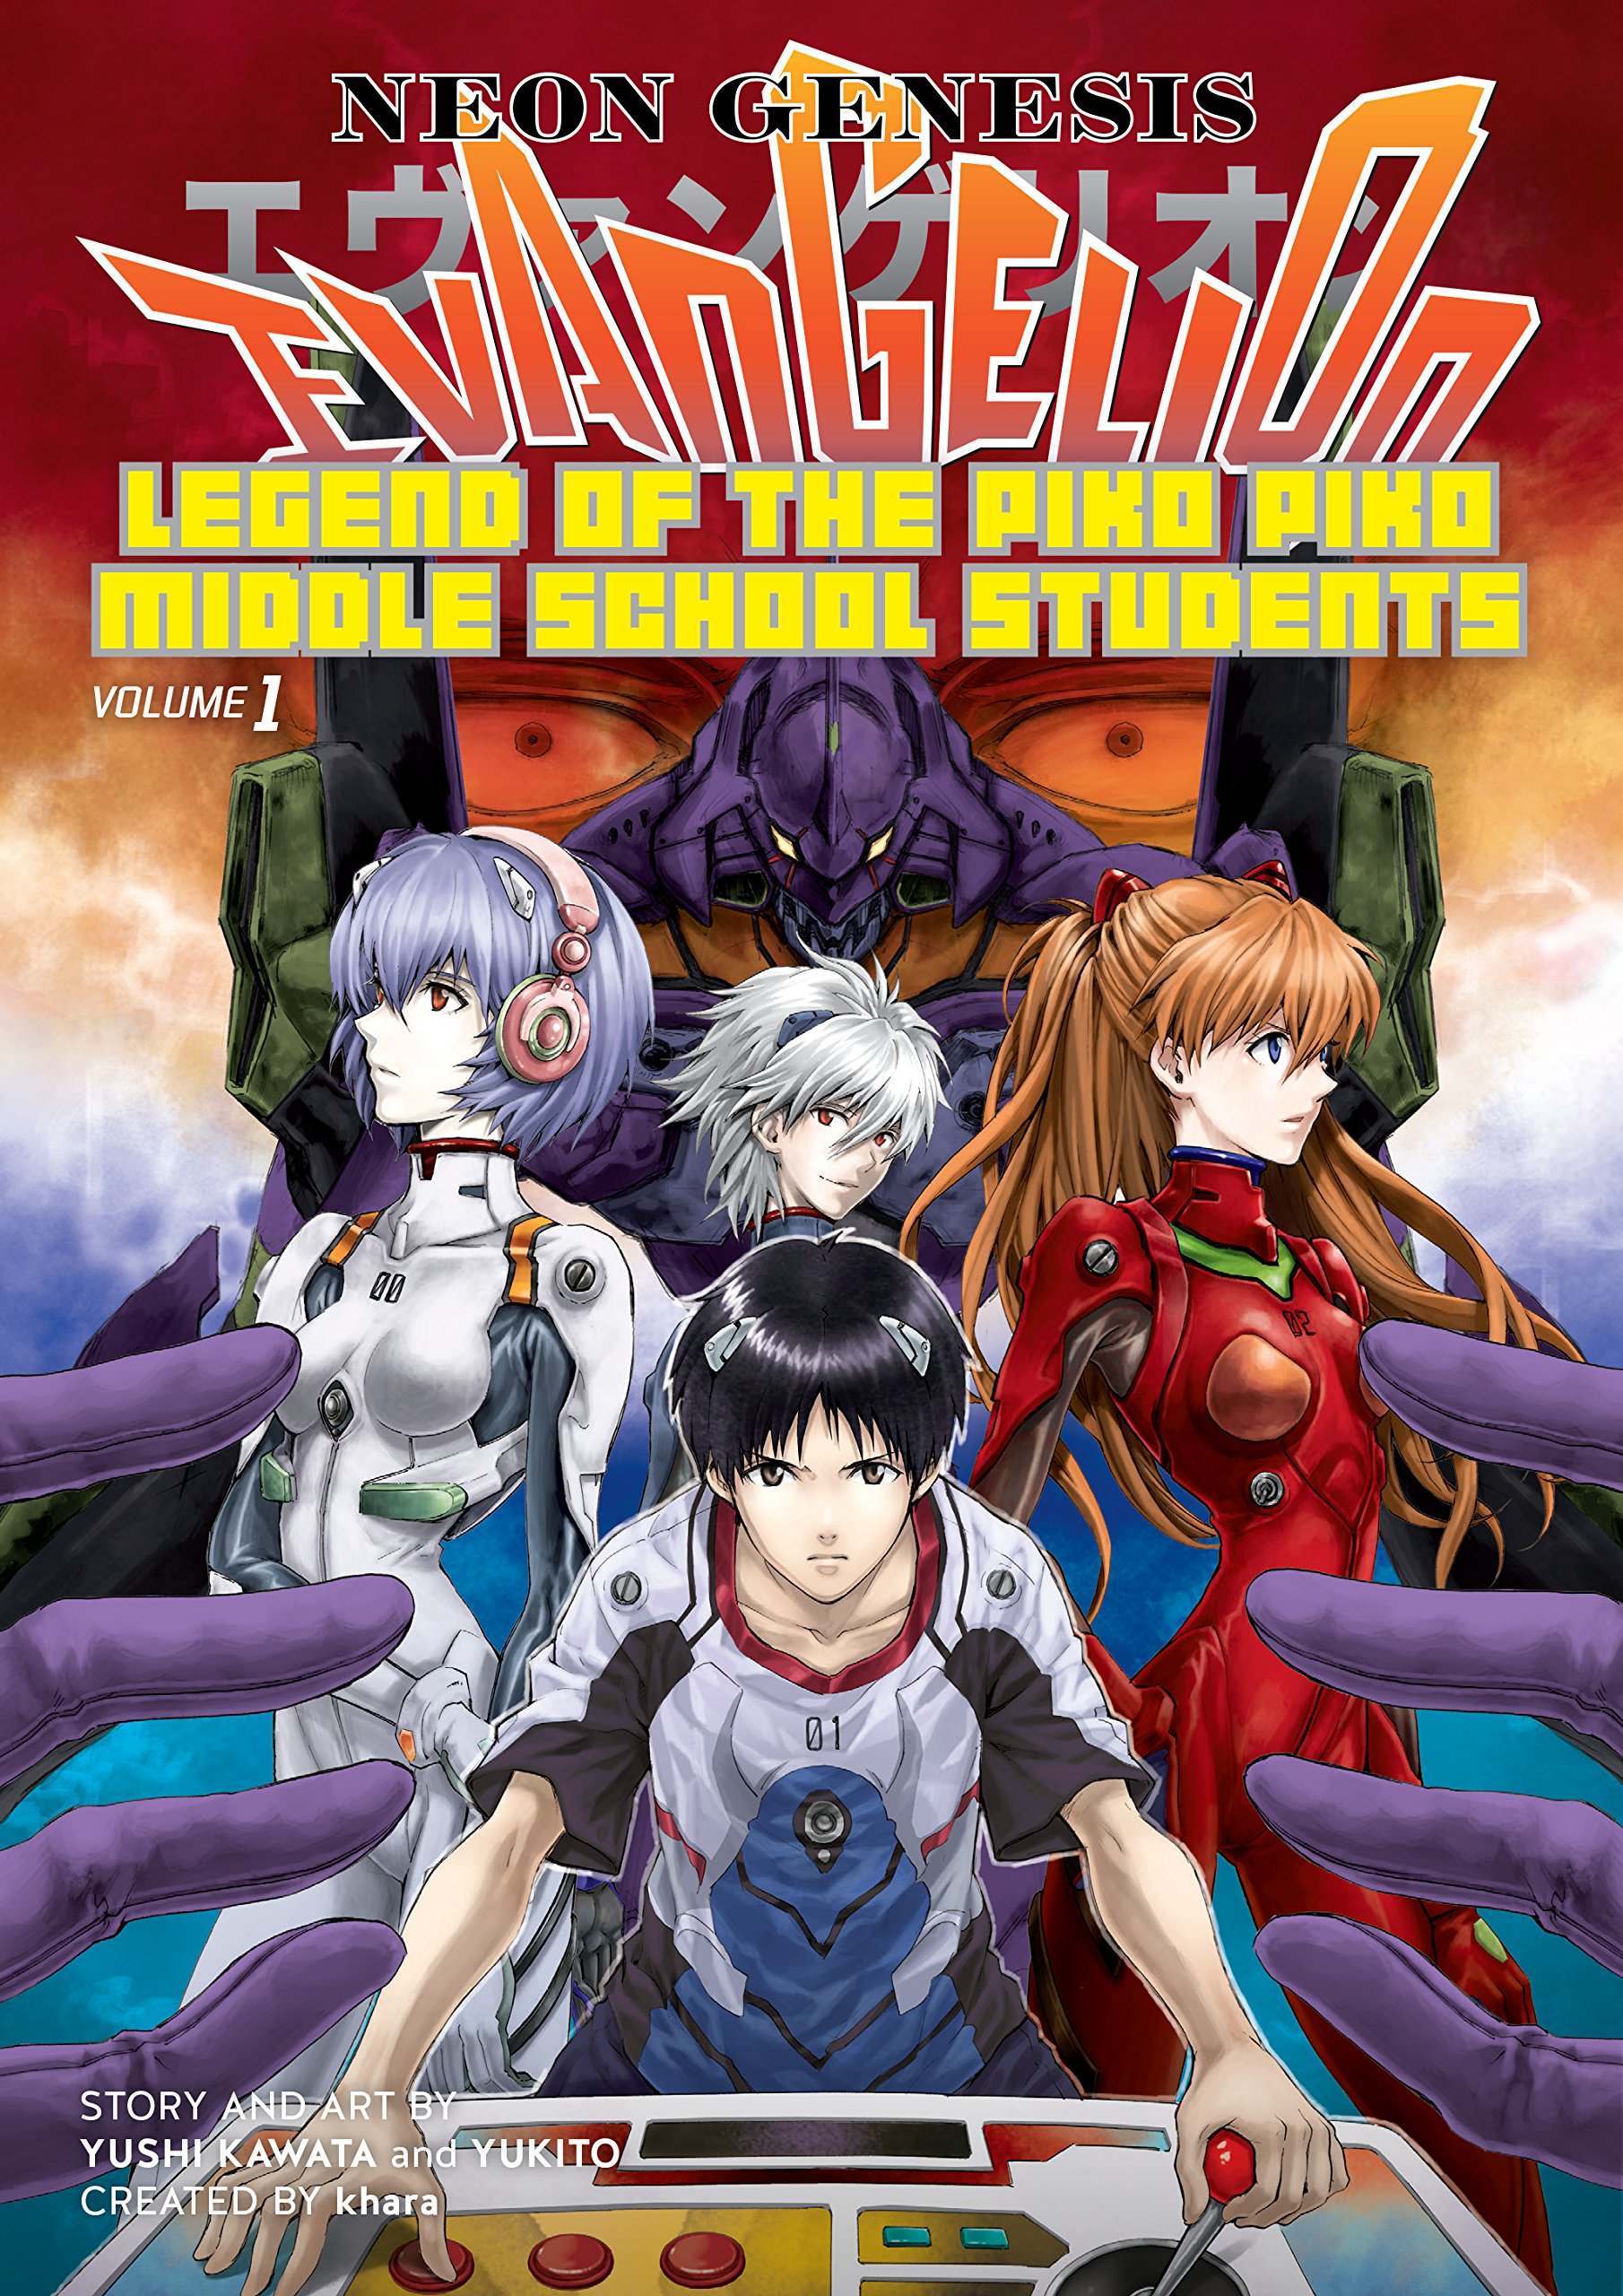 NEON GENESIS
エヴァンゲリオン
EVANGELION
LEGEND OF THE PIKO PIKO
MIDDLE SCHOOL STUDENTS
VOLUME 1
00
02
01
STORY AND ART BY
YUSHI KAWATA and YUKITO
CREATED BY khara